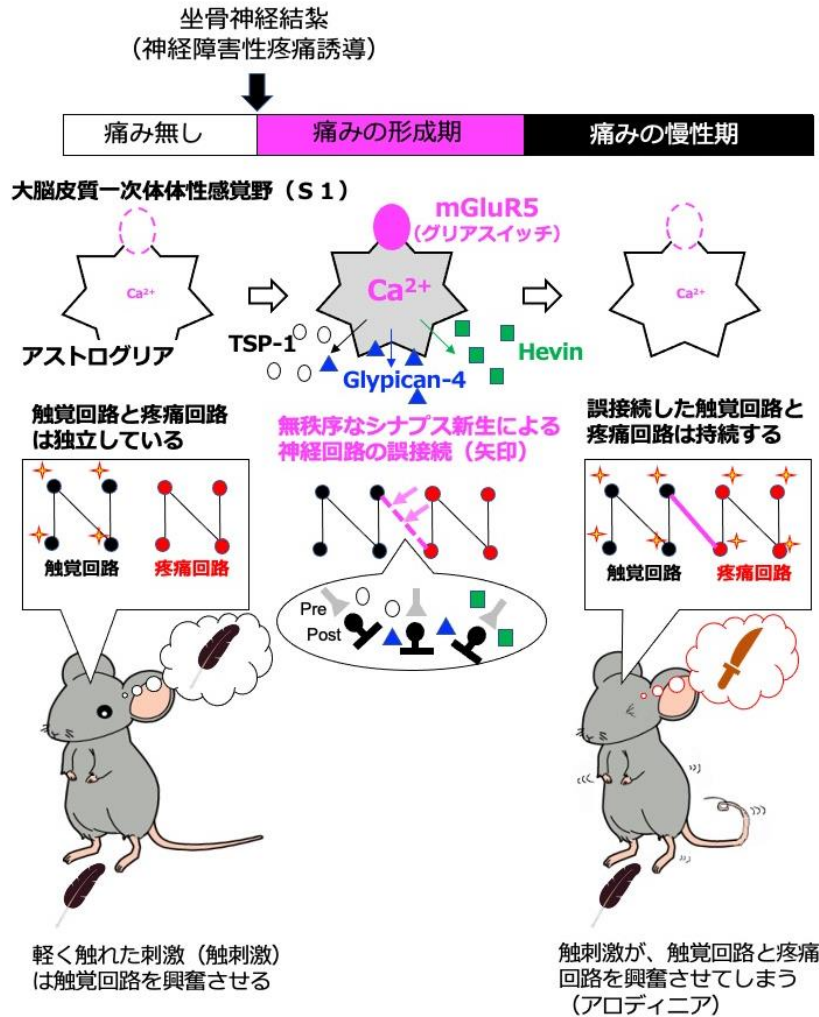 坐骨神経結紮
（神経障害性疼痛誘導）
痛み無し
痛みの形成期
痛みの慢性期
大脳皮質一次体体性感覚野（Ｓ１）
mGluR5
（グリアスイッチ）
Ca²⁺
Ca²⁺
Ca²⁺
アストログリア
TSP-1
Glypican-4
Hevin
触覚回路と疼痛回路
は独立している
無秩序なシナプス新生による
神経回路の誤接続（矢印）
誤接続した触覚回路と
疼痛回路は持続する
触覚回路
疼痛回路
Pre
Post
触覚回路
疼痛回路
軽く触れた刺激（触刺激）
は触覚回路を興奮させる
触刺激が、触覚回路と疼痛
回路を興奮させてしまう
（アロディニア）